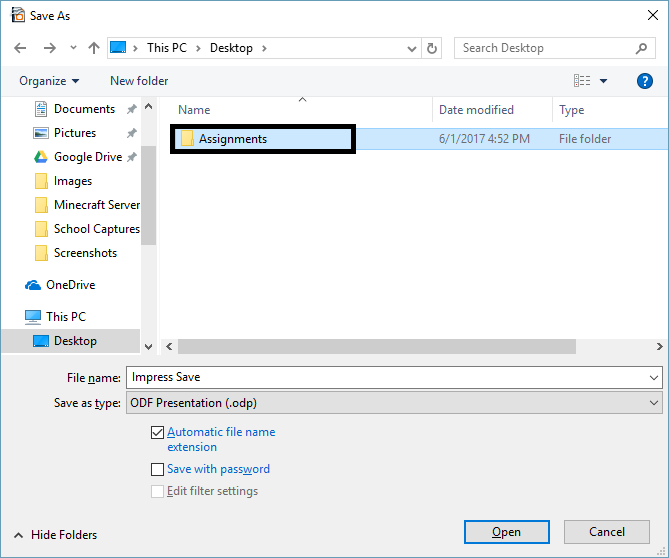 Save As
This PC > Desktop >
Search Desktop
Organize
New folder
Name
Date modified
Type
Documents
Pictures
Google Drive
Images
Minecraft Server
School Captures
Screenshots
OneDrive
This PC
Desktop
Assignments
6/1/2017 4:52 PM
File folder
File name:
Impress Save
Save as type:
ODF Presentation (.odp)
Automatic file name
extension
Save with password
Edit filter settings
Hide Folders
Open
Cancel